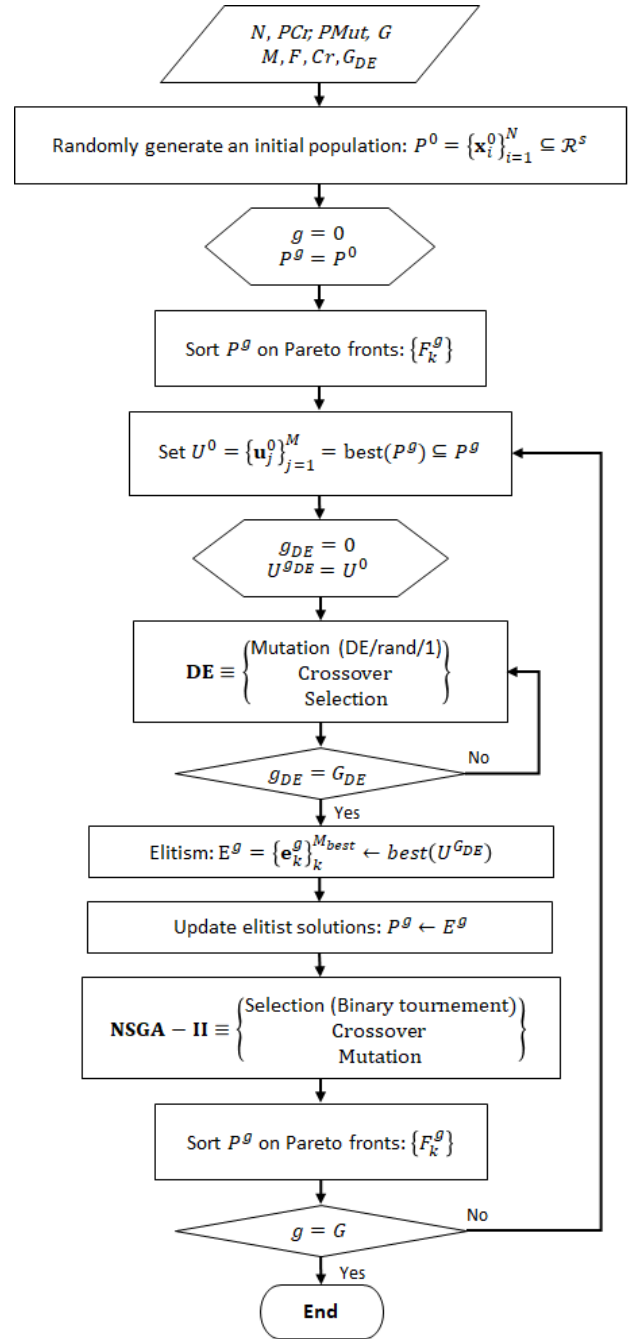 N, PCr, PMut, G
M, F, Cr, G_DE
Randomly generate an initial population: P^0 = {x_i^0}_{i=1}^N ⊆ ℛ^s
g = 0
P^g = P^0
Sort P^g on Pareto fronts: {F_k^g}
Set U^0 = {u_j^0}_{j=1}^M = best(P^g) ⊆ P^g
g_DE = 0
U^{g_DE} = U^0
Mutation (DE/rand/1)
DE ≡ { Crossover }
Selection
g_DE = G_DE
No
Yes
Elitism: E^g = {e_k^g}_k^{M_best} ← best(U^{G_DE})
Update elitist solutions: P^g ← E^g
Selection (Binary tournement)
NSGA − II ≡ { Crossover }
Mutation
Sort P^g on Pareto fronts: {F_k^g}
g = G
No
Yes
End